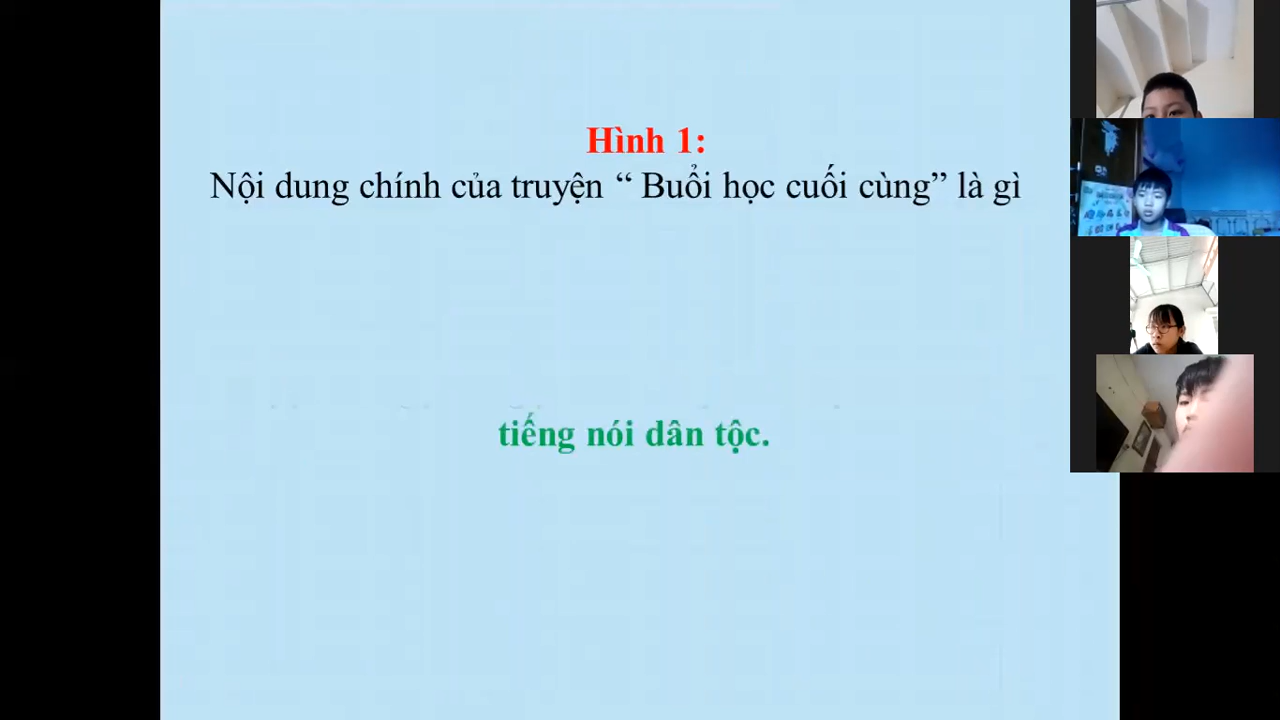 Hình 1:
Nội dung chính của truyện “ Buổi học cuối cùng” là gì
tiếng nói dân tộc.